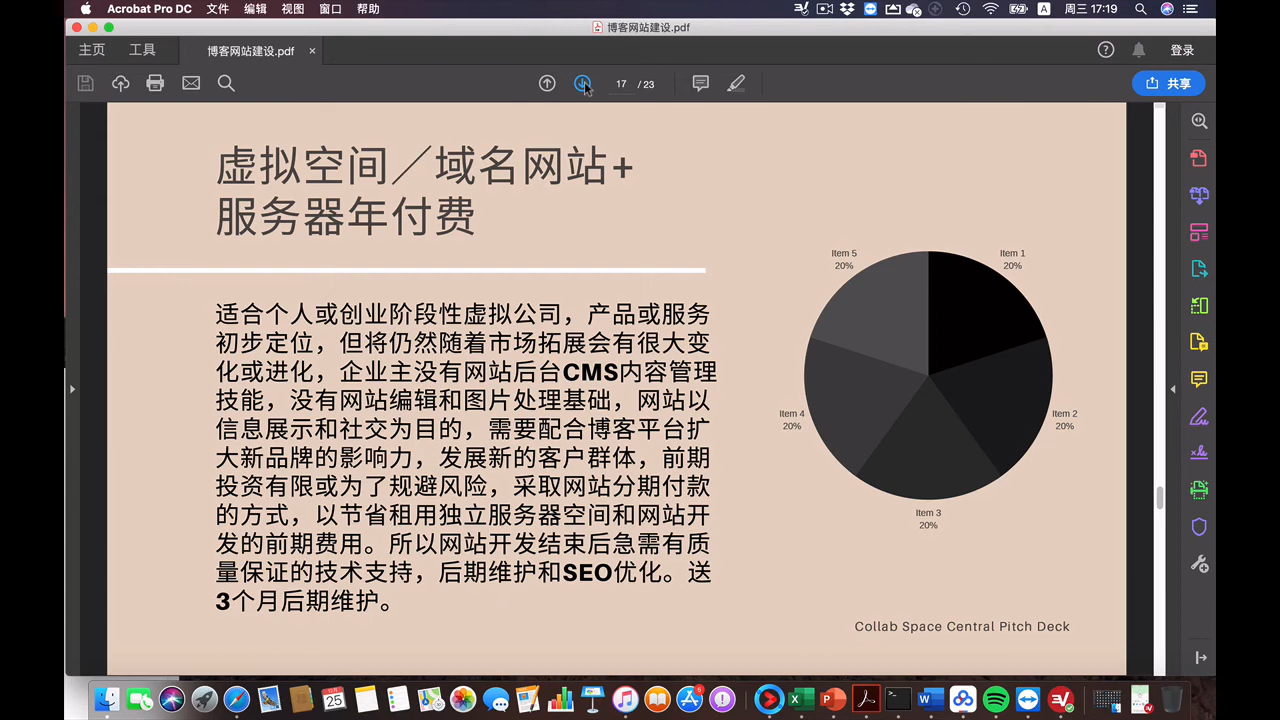 Acrobat Pro DC 文件 编辑 视图 窗口 帮助 周三 17:19
博客网站建设.pdf
主页 工具 博客网站建设.pdf × 登录
17 / 23 共享
虚拟空间／域名网站+
服务器年付费
适合个人或创业阶段性虚拟公司，产品或服务
初步定位，但将仍然随着市场拓展会有很大变
化或进化，企业主没有网站后台CMS内容管理
技能，没有网站编辑和图片处理基础，网站以
信息展示和社交为目的，需要配合博客平台扩
大新品牌的影响力，发展新的客户群体，前期
投资有限或为了规避风险，采取网站分期付款
的方式，以节省租用独立服务器空间和网站开
发的前期费用。所以网站开发结束后急需有质
量保证的技术支持，后期维护和SEO优化。送
3个月后期维护。
Item 5
20%
Item 1
20%
Item 4
20%
Item 2
20%
Item 3
20%
Collab Space Central Pitch Deck
25